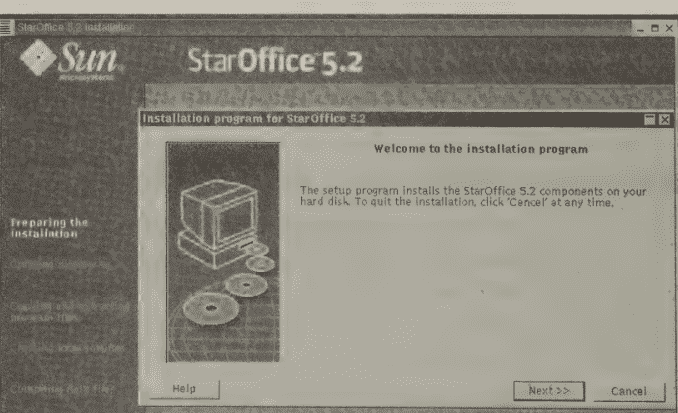 StarOffice 5.2 Installation
Sun
microsystems
StarOffice 5.2
Installation program for StarOffice 5.2
Welcome to the installation program
The setup program installs the StarOffice 5.2 components on your
hard disk. To quit the installation, click 'Cancel' at any time.
Preparing the
installation
Help
Next >>
Cancel